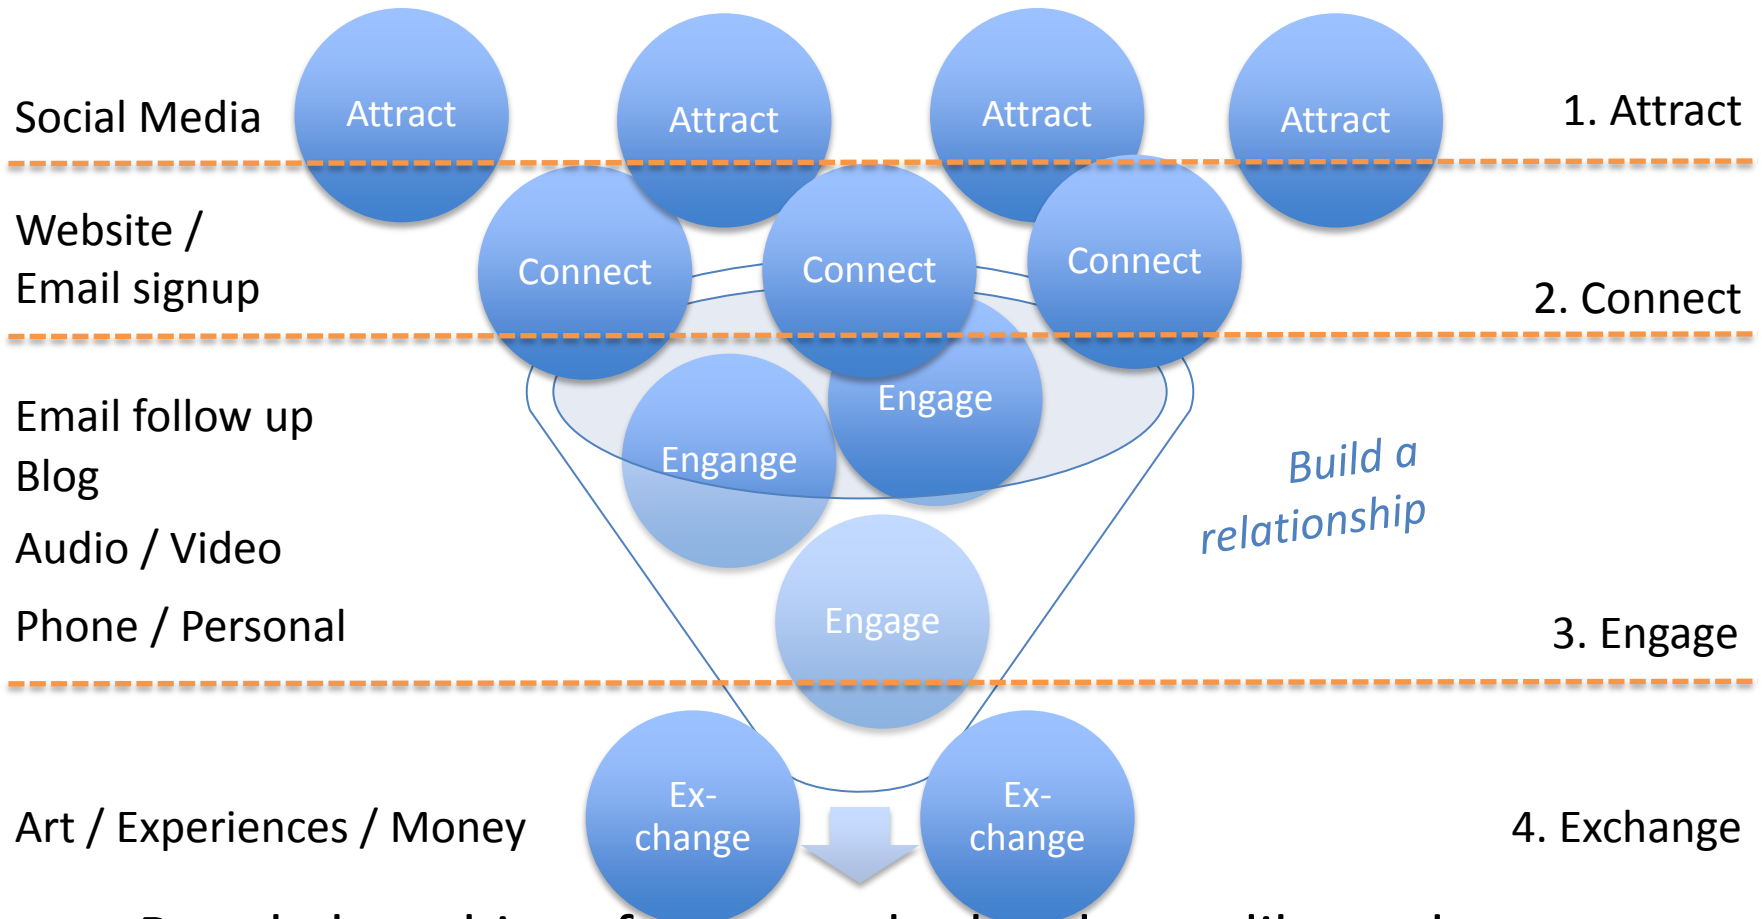 Social Media
Attract
Attract
Attract
Attract
1. Attract
Website /
Email signup
Connect
Connect
Connect
2. Connect
Email follow up
Blog
Audio / Video
Phone / Personal
Engage
Engange
Engage
Build a
relationship
3. Engage
Art / Experiences / Money
Ex-
change
Ex-
change
4. Exchange